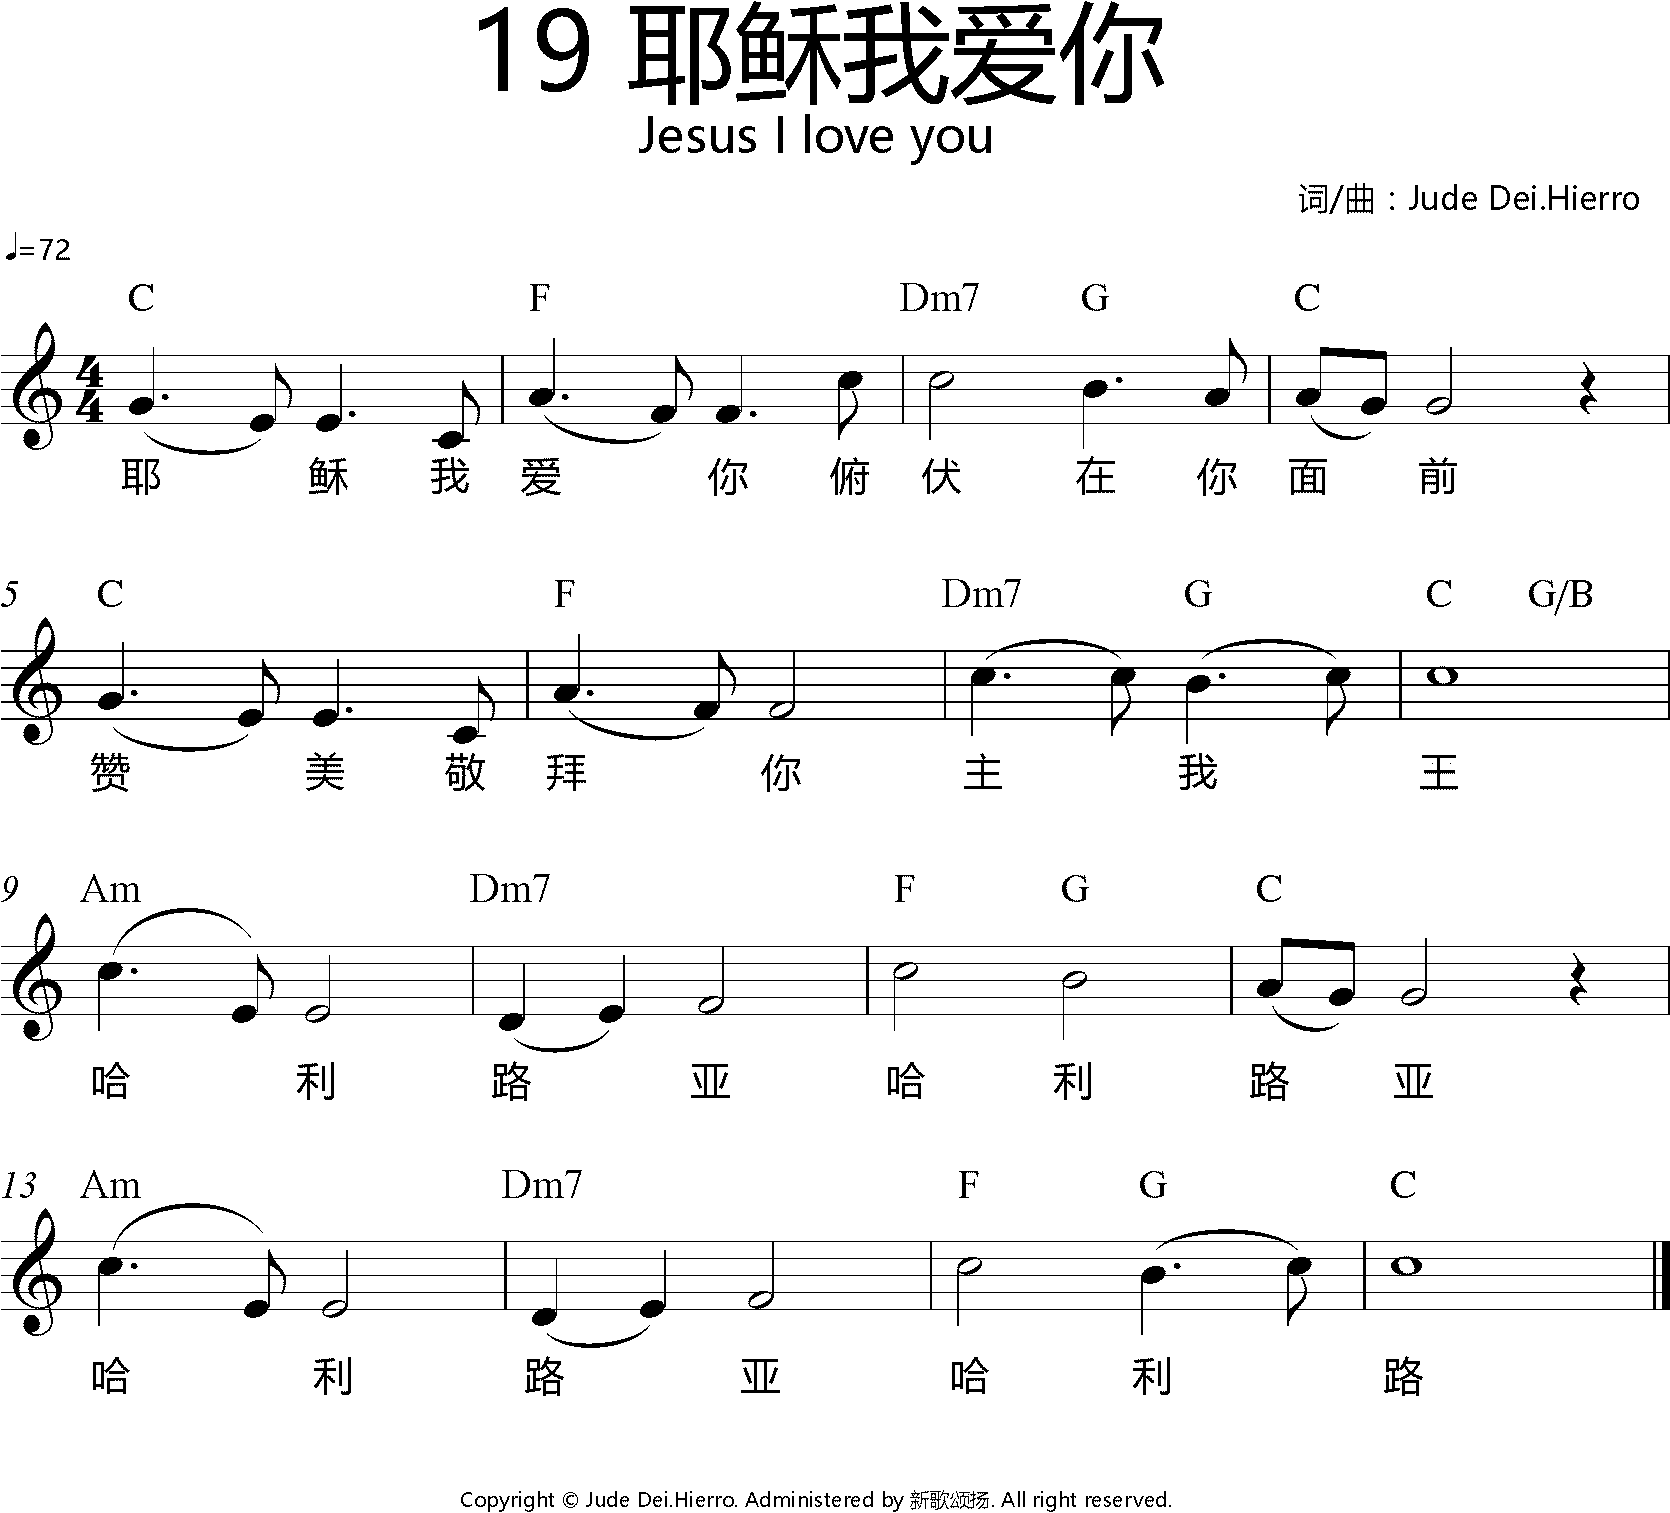 19 耶稣我爱你
Jesus I love you
词/曲：Jude Dei.Hierro
♩=72
C F Dm7 G C
4
4
耶 稣 我 爱 你 俯 伏 在 你 面 前
5 C F Dm7 G C G/B
赞 美 敬 拜 你 主 我 王
9 Am Dm7 F G C
哈 利 路 亚 哈 利 路 亚
13 Am Dm7 F G C
哈 利 路 亚 哈 利 路
Copyright © Jude Dei.Hierro. Administered by 新歌颂扬. All right reserved.